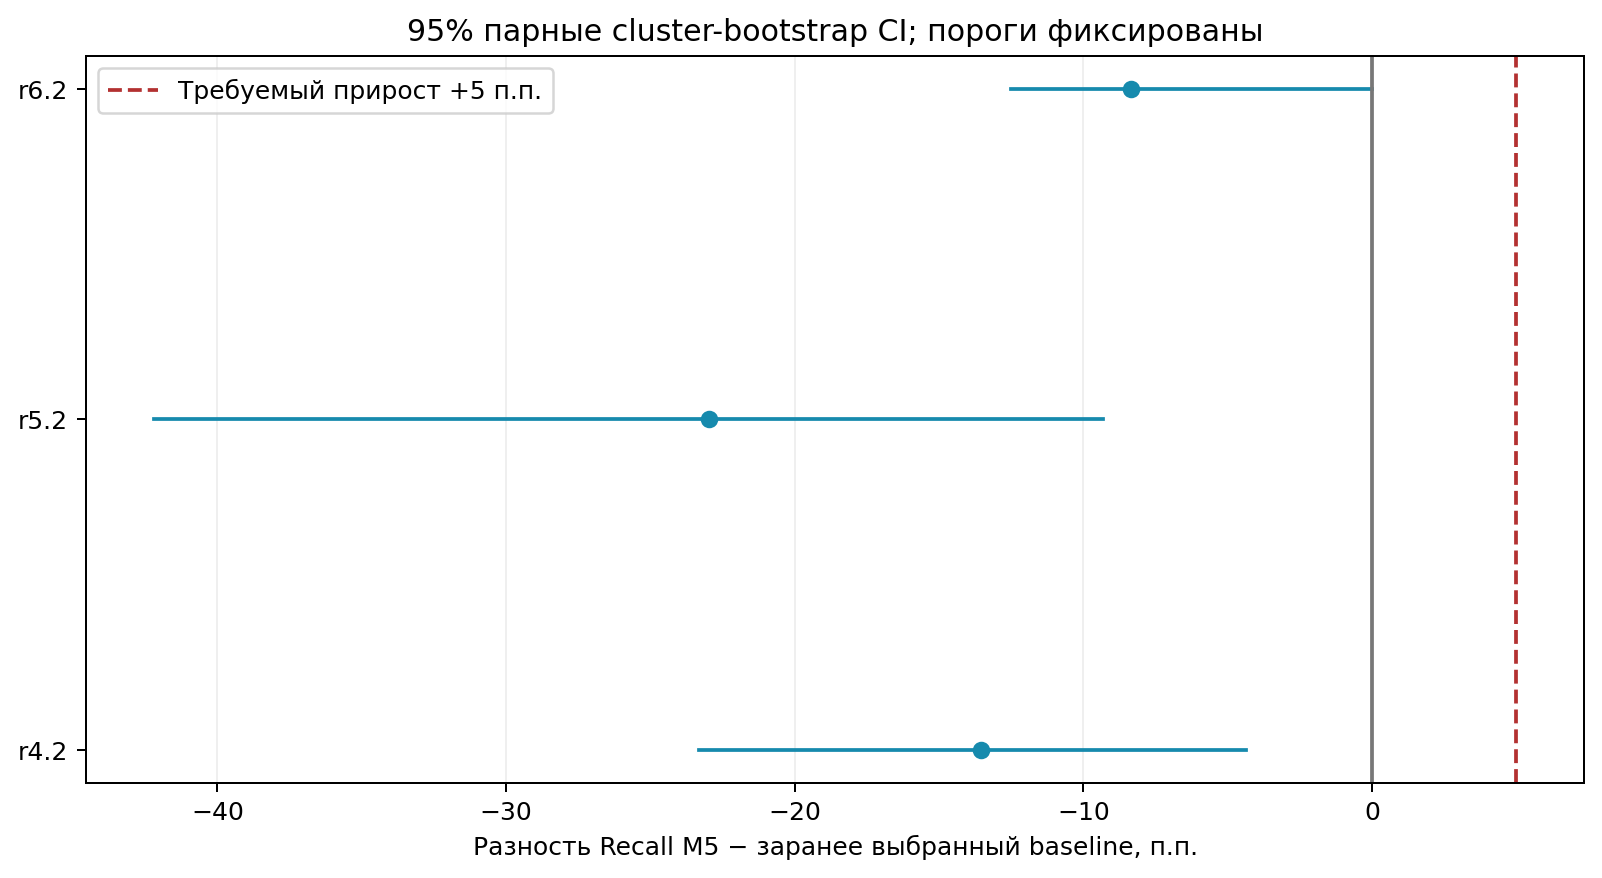 95% парные cluster-bootstrap CI; пороги фиксированы
Требуемый прирост +5 п.п.
r6.2
r5.2
r4.2
−40
−30
−20
−10
0
Разность Recall M5 − заранее выбранный baseline, п.п.